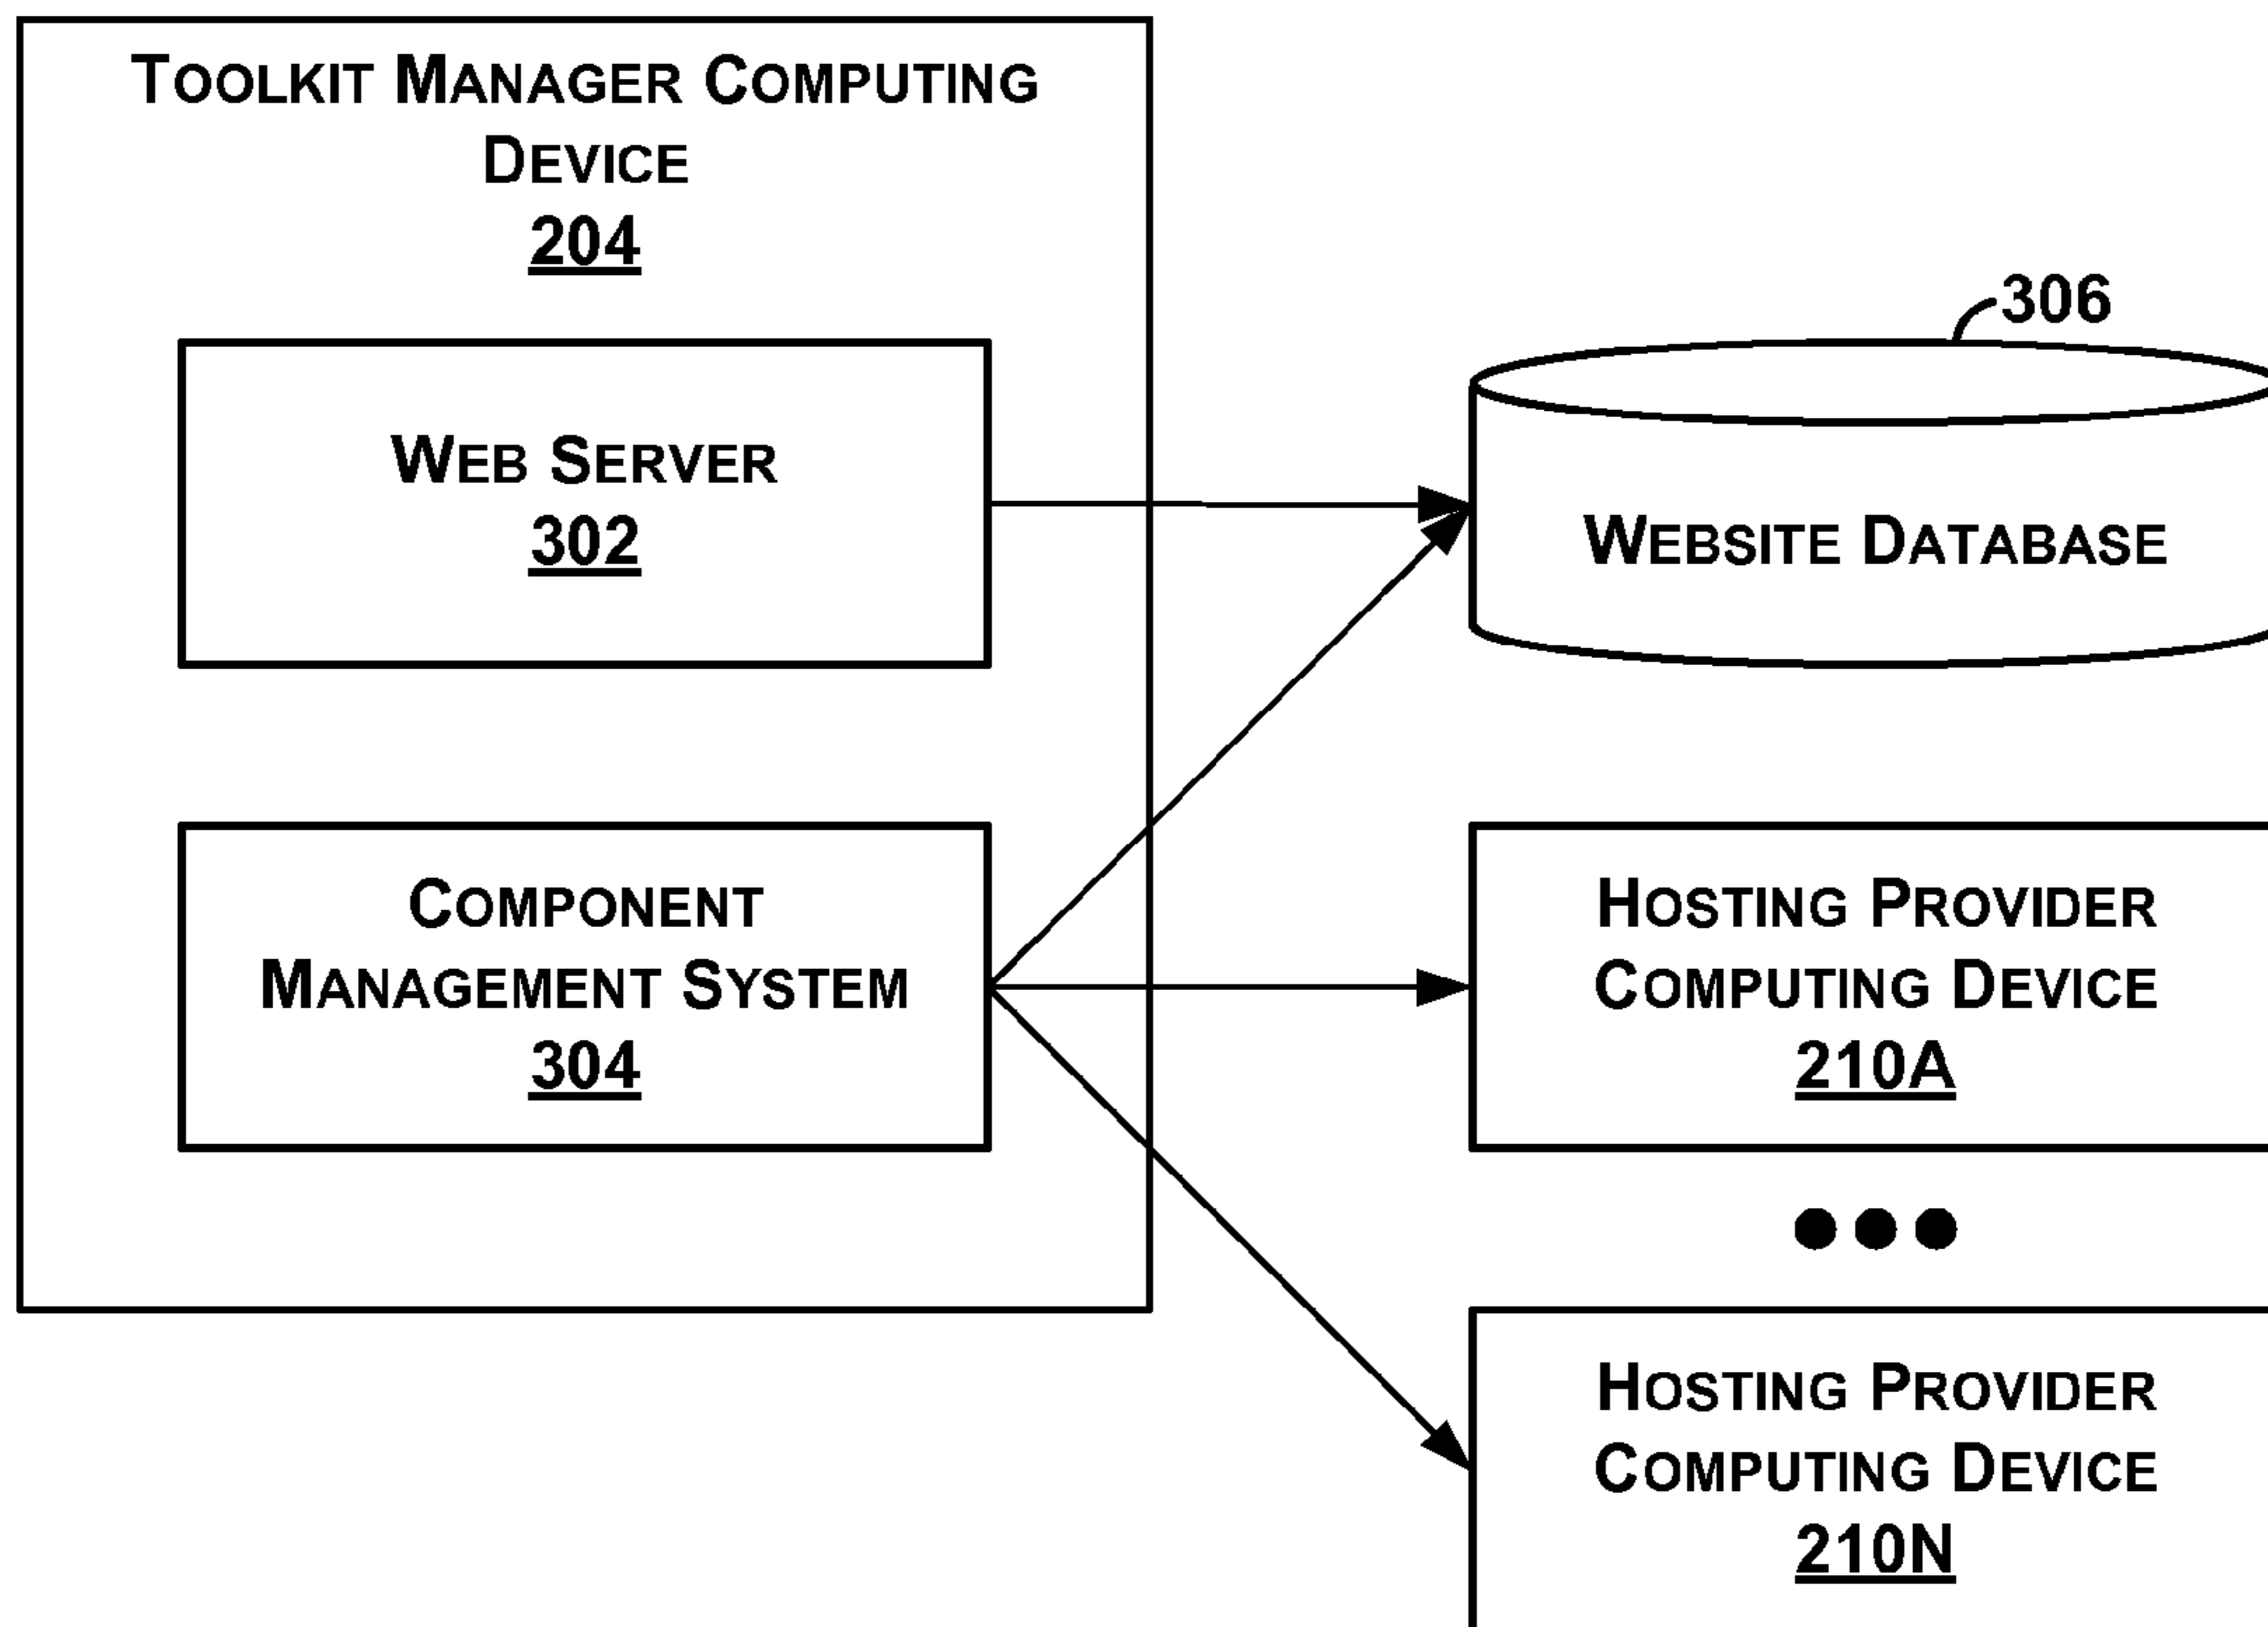 TOOLKIT MANAGER COMPUTING
DEVICE
204
WEB SERVER
302
COMPONENT
MANAGEMENT SYSTEM
304
306
WEBSITE DATABASE
HOSTING PROVIDER
COMPUTING DEVICE
210A
HOSTING PROVIDER
COMPUTING DEVICE
210N